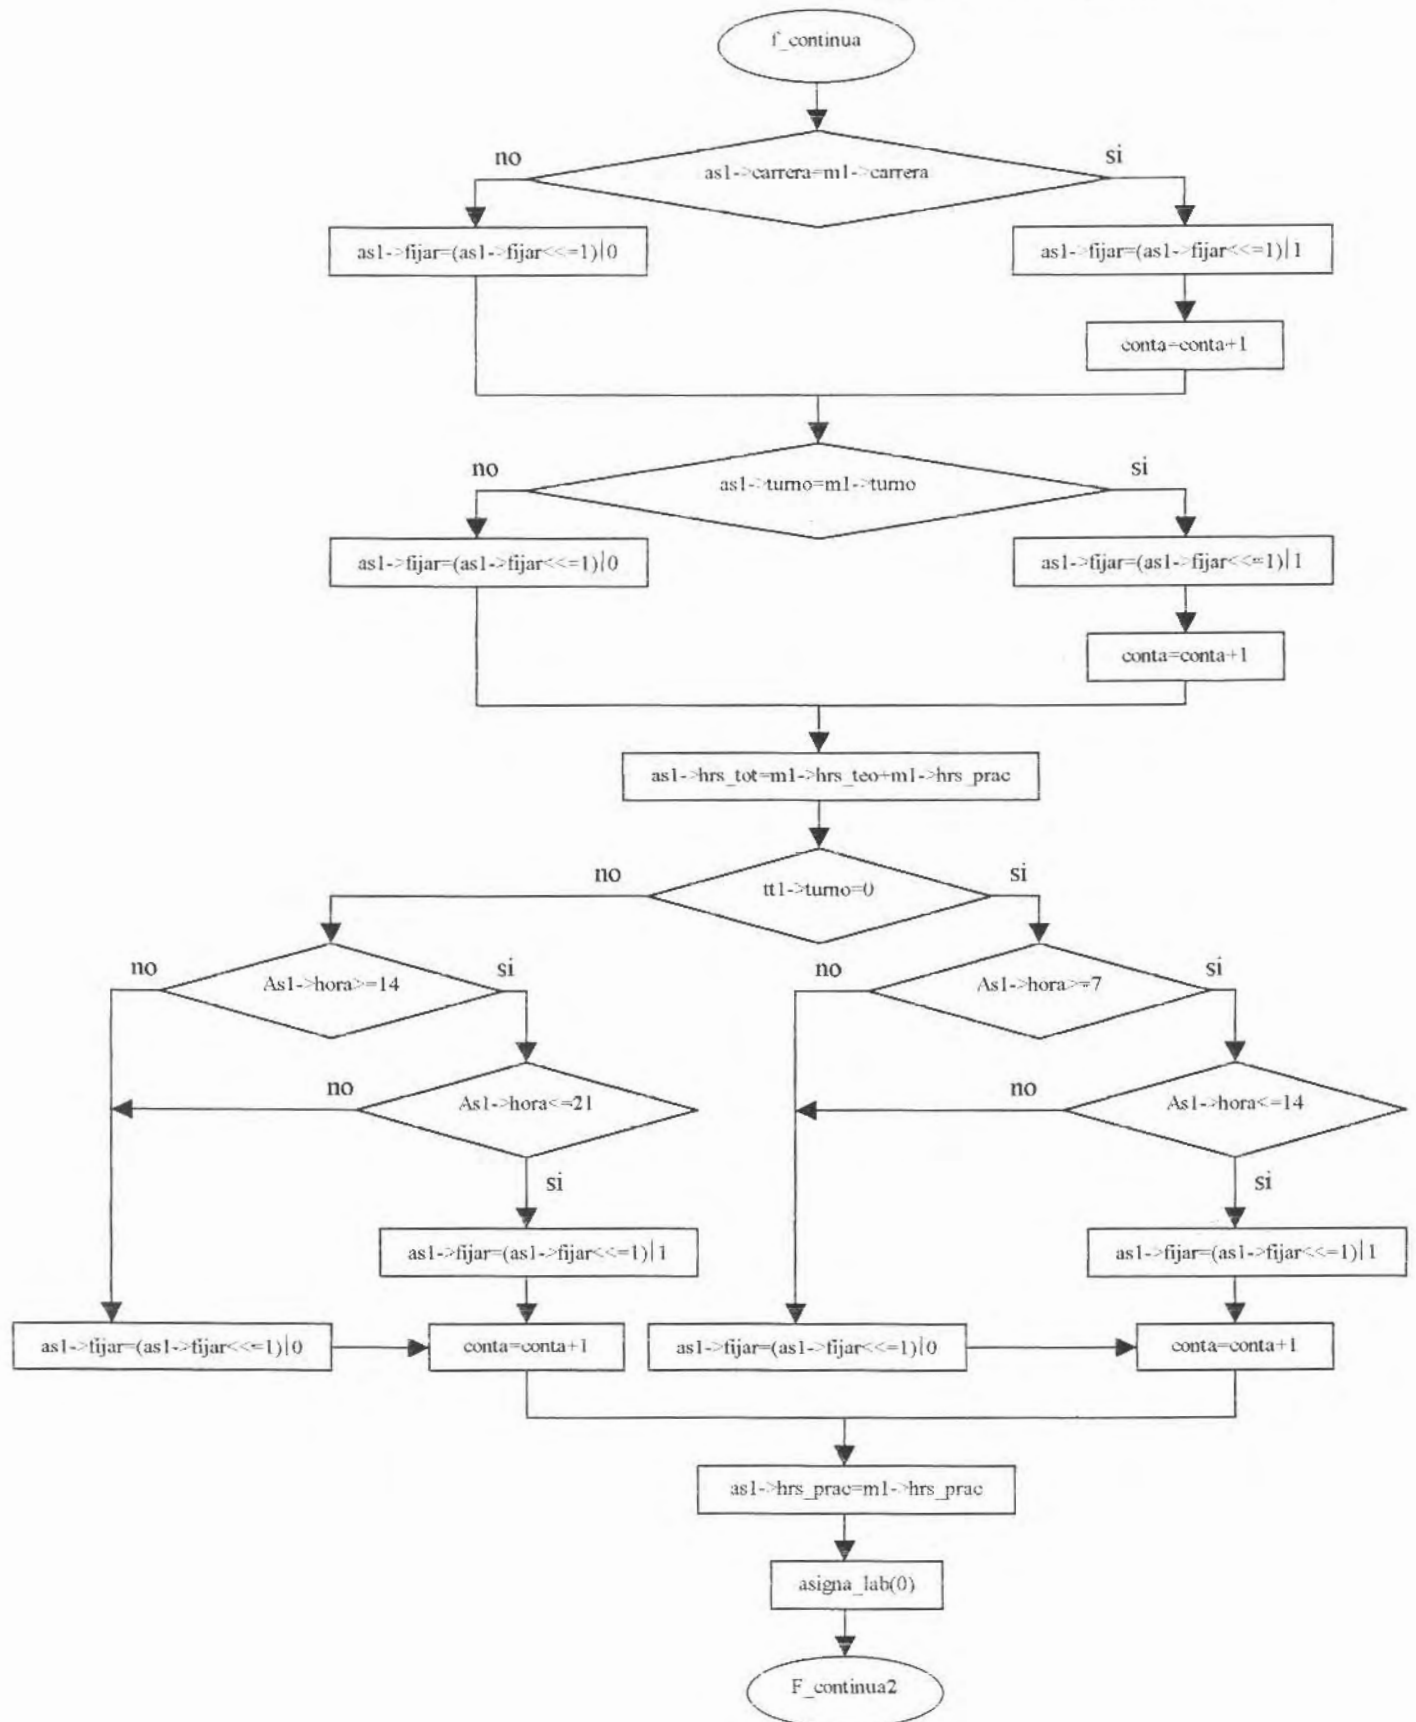 f_continua
no
si
as1->carrera=m1->carrera
as1->fijar=(as1->fijar<<=1)|0
as1->fijar=(as1->fijar<<=1)|1
conta=conta+1
no
si
as1->turno=m1->turno
as1->fijar=(as1->fijar<<=1)|0
as1->fijar=(as1->fijar<<=1)|1
conta=conta+1
as1->hrs_tot=m1->hrs_teo+m1->hrs_prac
no
si
tt1->turno=0
no
si
As1->hora>=14
no
si
As1->hora>=7
no
As1->hora<=21
no
As1->hora<=14
si
si
as1->fijar=(as1->fijar<<=1)|1
as1->fijar=(as1->fijar<<=1)|1
as1->fijar=(as1->fijar<<=1)|0
conta=conta+1
as1->fijar=(as1->fijar<<=1)|0
conta=conta+1
as1->hrs_prac=m1->hrs_prac
asigna_lab(0)
F_continua2